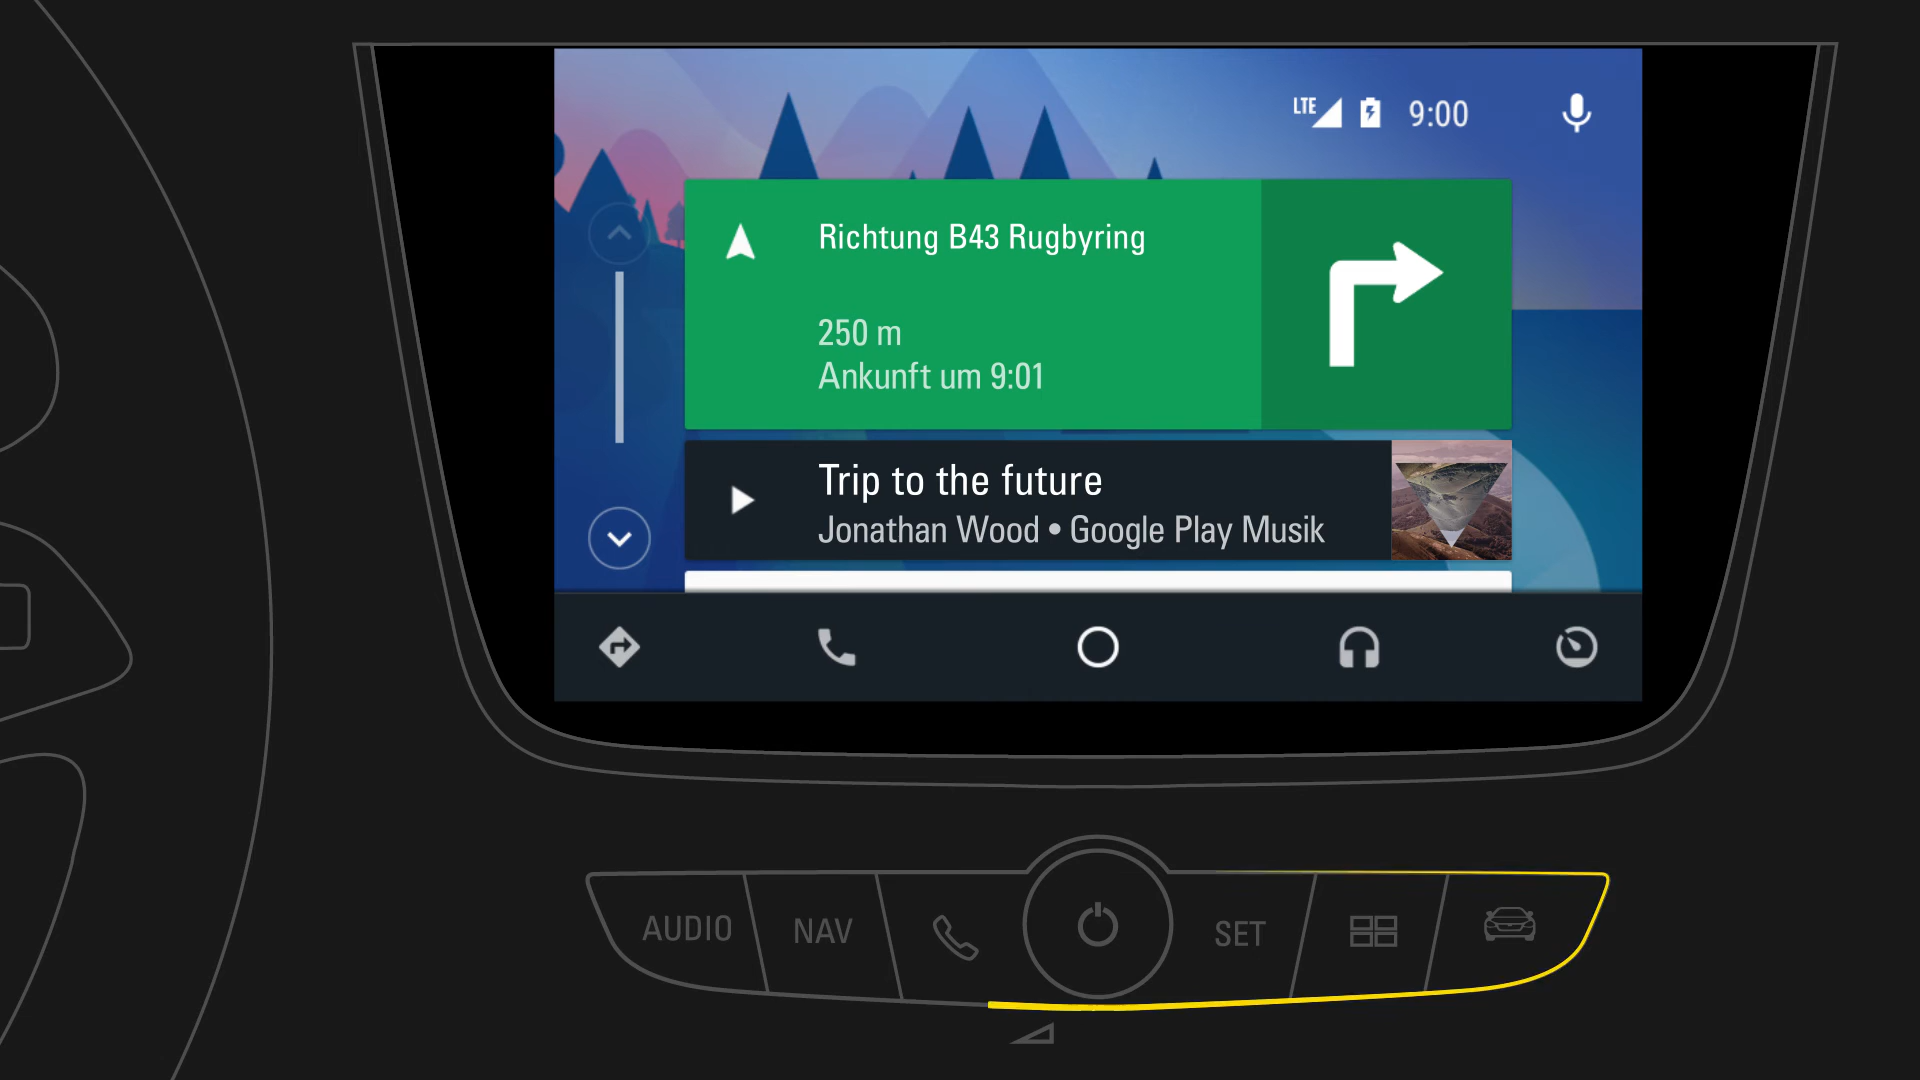 LTE 9:00
Richtung B43 Rugbyring
250 m
Ankunft um 9:01
Trip to the future
Jonathan Wood • Google Play Musik
AUDIO NAV SET